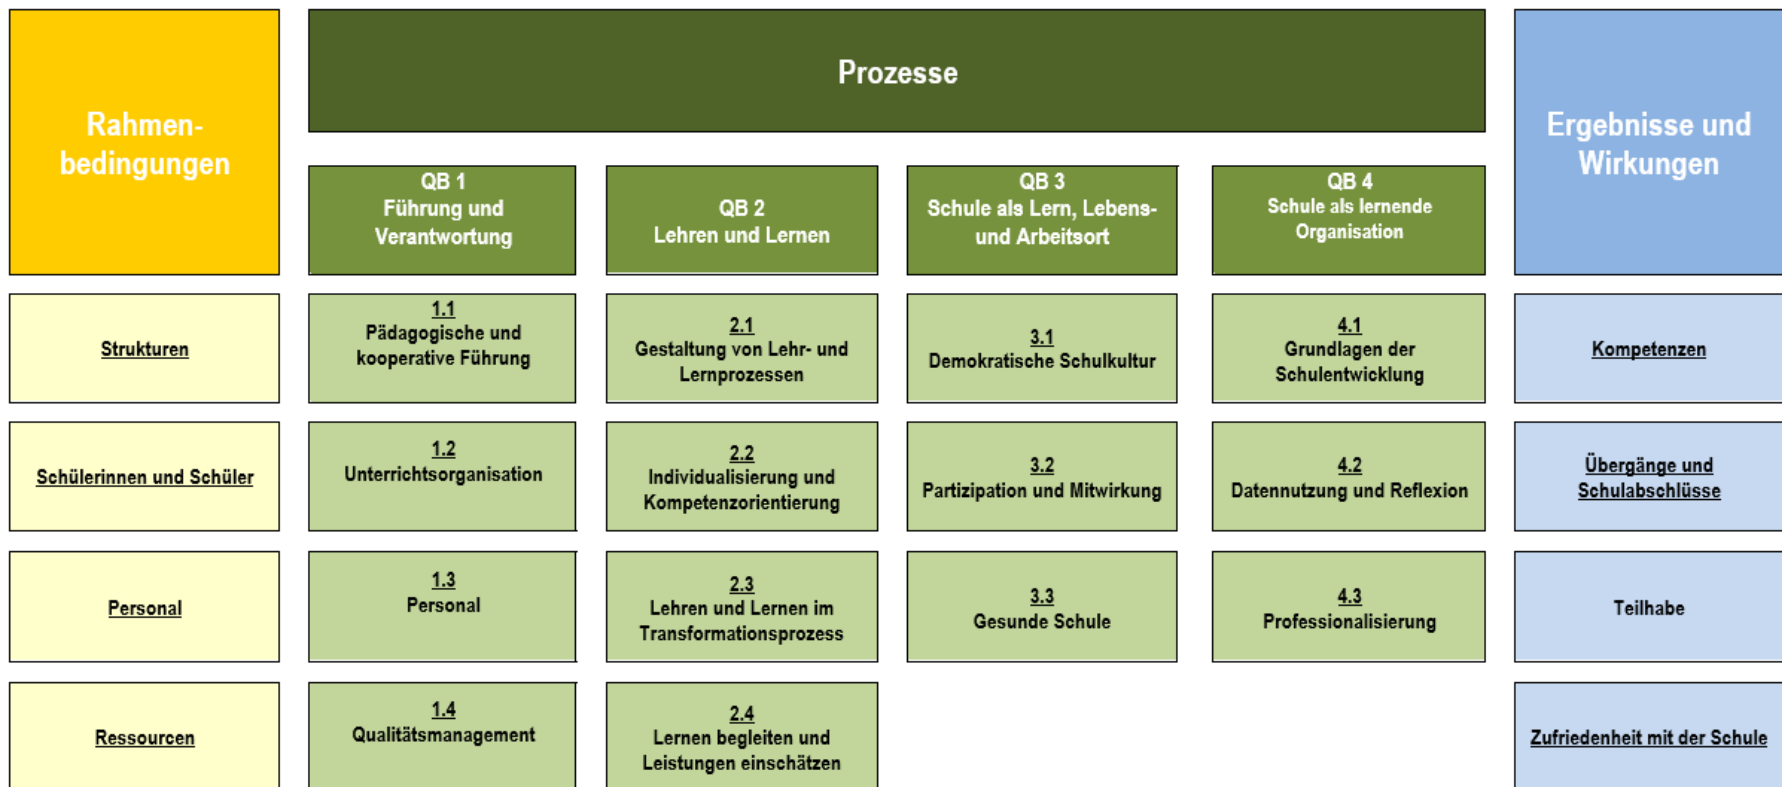 Rahmen-
bedingungen
Prozesse
Ergebnisse und
Wirkungen
QB 1
Führung und
Verantwortung
QB 2
Lehren und Lernen
QB 3
Schule als Lern, Lebens-
und Arbeitsort
QB 4
Schule als lernende
Organisation
Strukturen
1.1
Pädagogische und
kooperative Führung
2.1
Gestaltung von Lehr- und
Lernprozessen
3.1
Demokratische Schulkultur
4.1
Grundlagen der
Schulentwicklung
Kompetenzen
Schülerinnen und Schüler
1.2
Unterrichtsorganisation
2.2
Individualisierung und
Kompetenzorientierung
3.2
Partizipation und Mitwirkung
4.2
Datennutzung und Reflexion
Übergänge und
Schulabschlüsse
Personal
1.3
Personal
2.3
Lehren und Lernen im
Transformationsprozess
3.3
Gesunde Schule
4.3
Professionalisierung
Teilhabe
Ressourcen
1.4
Qualitätsmanagement
2.4
Lernen begleiten und
Leistungen einschätzen
Zufriedenheit mit der Schule